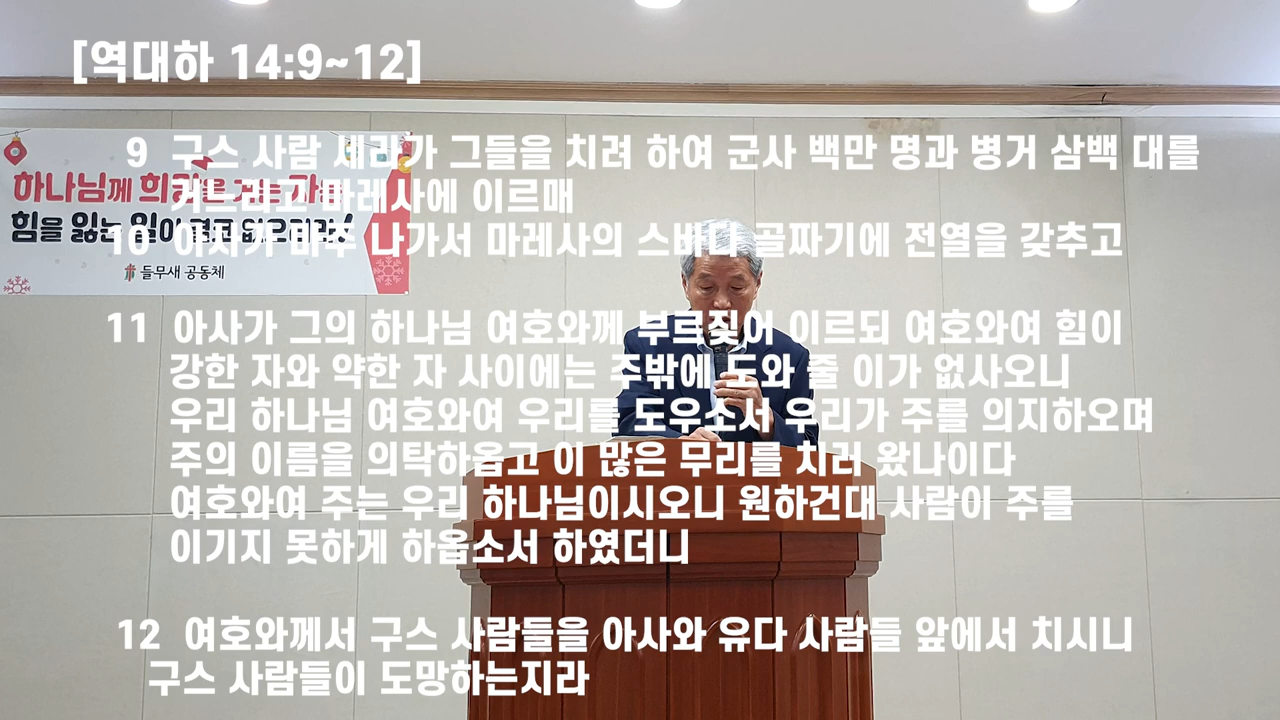 [역대하 14:9~12]
9 구스 사람 세라가 그들을 치려 하여 군사 백만 명과 병거 삼백 대를
거느리고 마레사에 이르매
10 아사가 마주 나가서 마레사의 스바다 골짜기에 전열을 갖추고
11 아사가 그의 하나님 여호와께 부르짖어 이르되 여호와여 힘이
강한 자와 약한 자 사이에는 주밖에 도와 줄 이가 없사오니
우리 하나님 여호와여 우리를 도우소서 우리가 주를 의지하오며
주의 이름을 의탁하옵고 이 많은 무리를 치러 왔나이다
여호와여 주는 우리 하나님이시오니 원하건대 사람이 주를
이기지 못하게 하옵소서 하였더니
12 여호와께서 구스 사람들을 아사와 유다 사람들 앞에서 치시니
구스 사람들이 도망하는지라
하나님께
힘을 잃는 일이
들무새 공동체